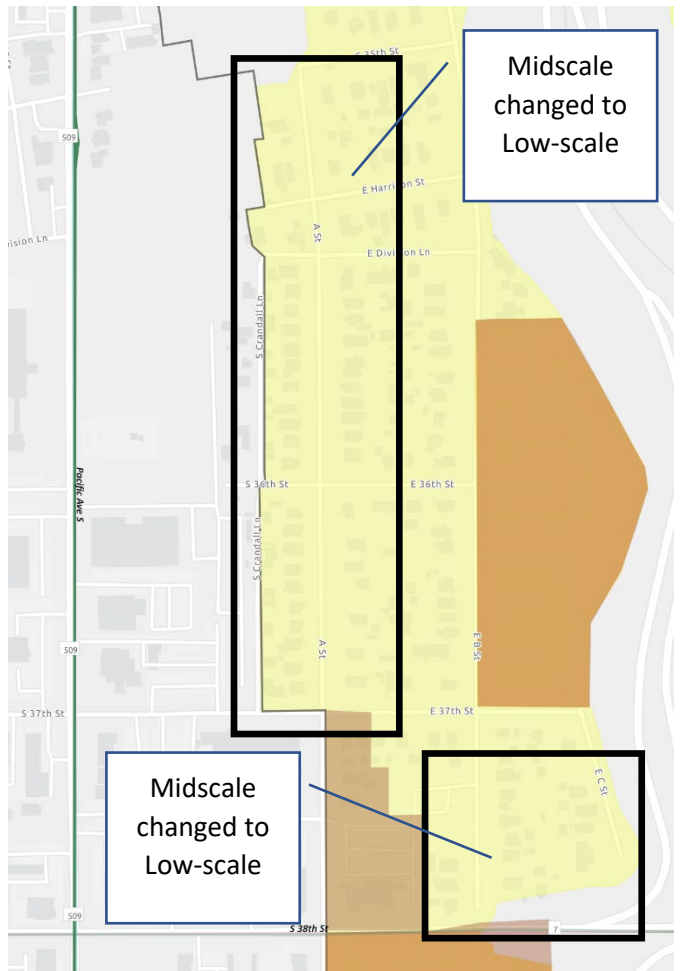 S 35th St
Midscale
changed to
Low-scale
509
E Harrison St
A St
E Division Ln
S Crandall Ln
S 36th St
E 36th St
Pacific Ave S
S Crandall Ln
A St
E B St
509
S 37th St
E 37th St
E C St
Midscale
changed to
Low-scale
509
S 38th St
7